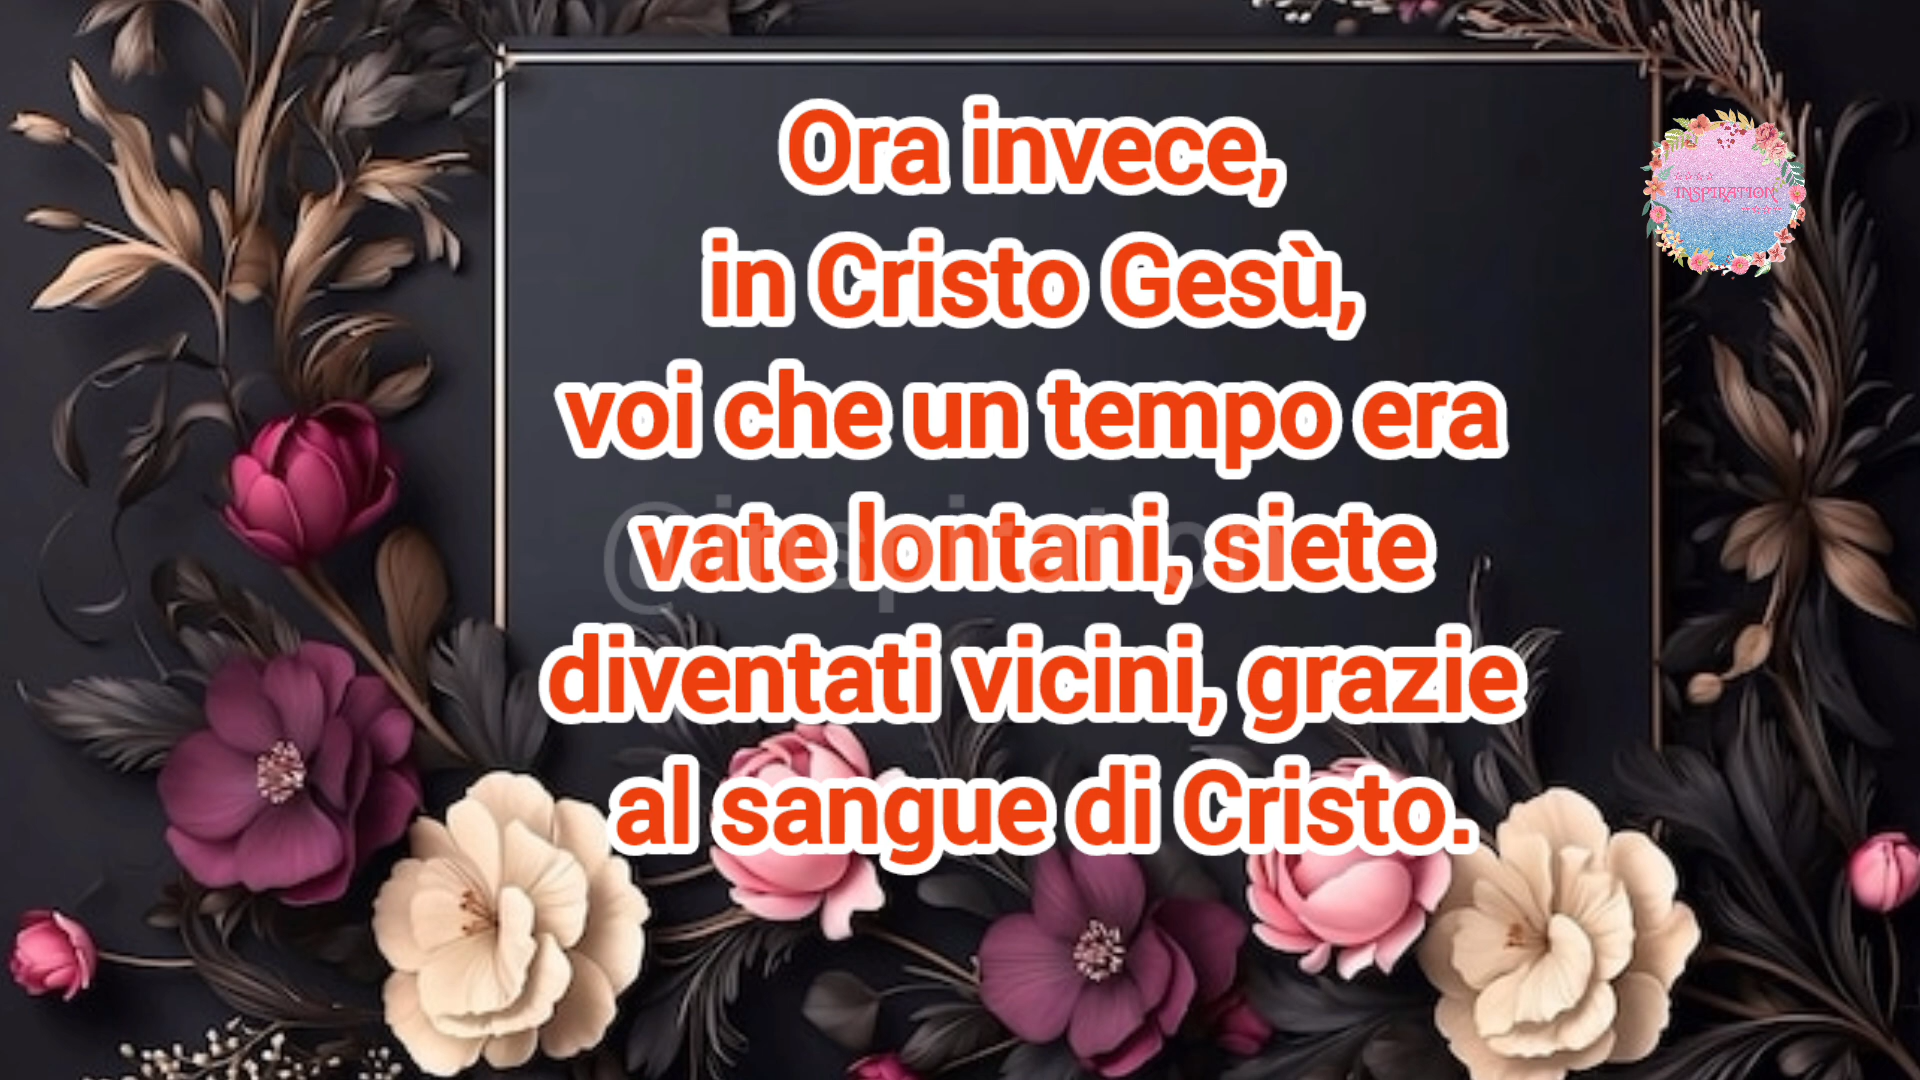 Ora invece,
in Cristo Gesù,
voi che un tempo era
vate lontani, siete
diventati vicini, grazie
al sangue di Cristo.
@inspiration
INSPIRATION